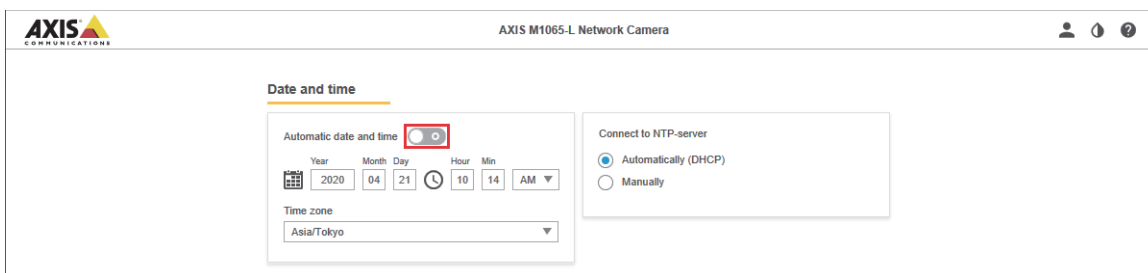 AXIS
COMMUNICATIONS
AXIS M1065-L Network Camera
Date and time
Automatic date and time
Year Month Day Hour Min
2020 04 21 10 14 AM
Time zone
Asia/Tokyo
Connect to NTP-server
Automatically (DHCP)
Manually